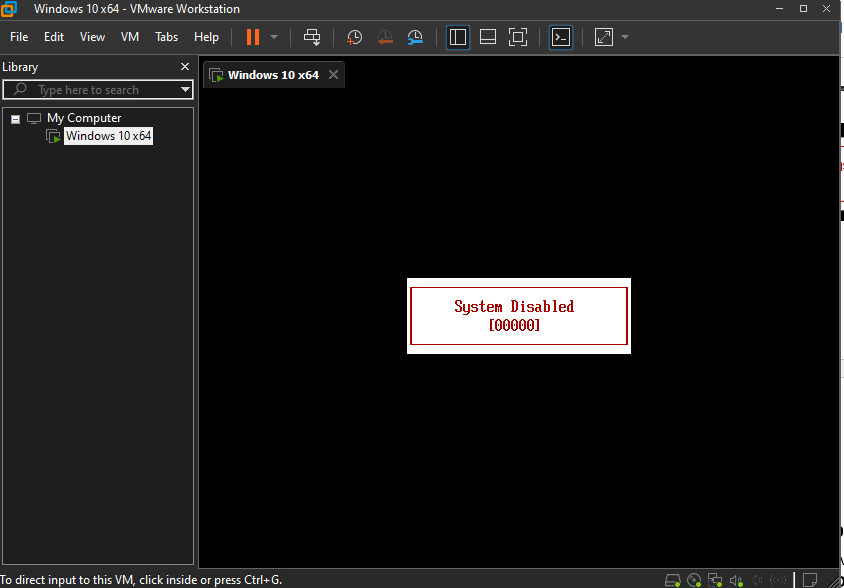 Windows 10 x64 - VMware Workstation
File Edit View VM Tabs Help
Library
Type here to search
My Computer
Windows 10 x64
Windows 10 x64
System Disabled
[00000]
To direct input to this VM, click inside or press Ctrl+G.